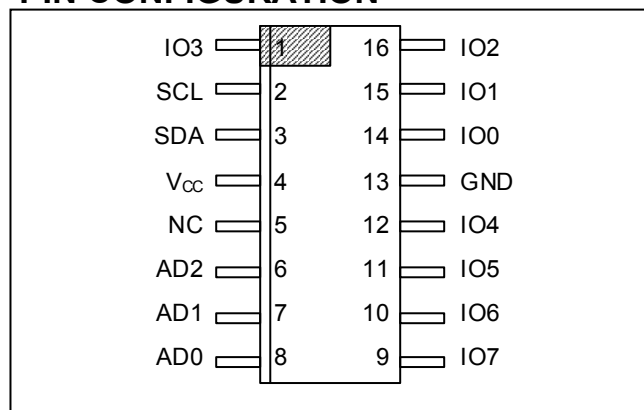 PIN CONFIGURATION
IO3 1 16 IO2
SCL 2 15 IO1
SDA 3 14 IO0
VCC 4 13 GND
NC 5 12 IO4
AD2 6 11 IO5
AD1 7 10 IO6
AD0 8 9 IO7